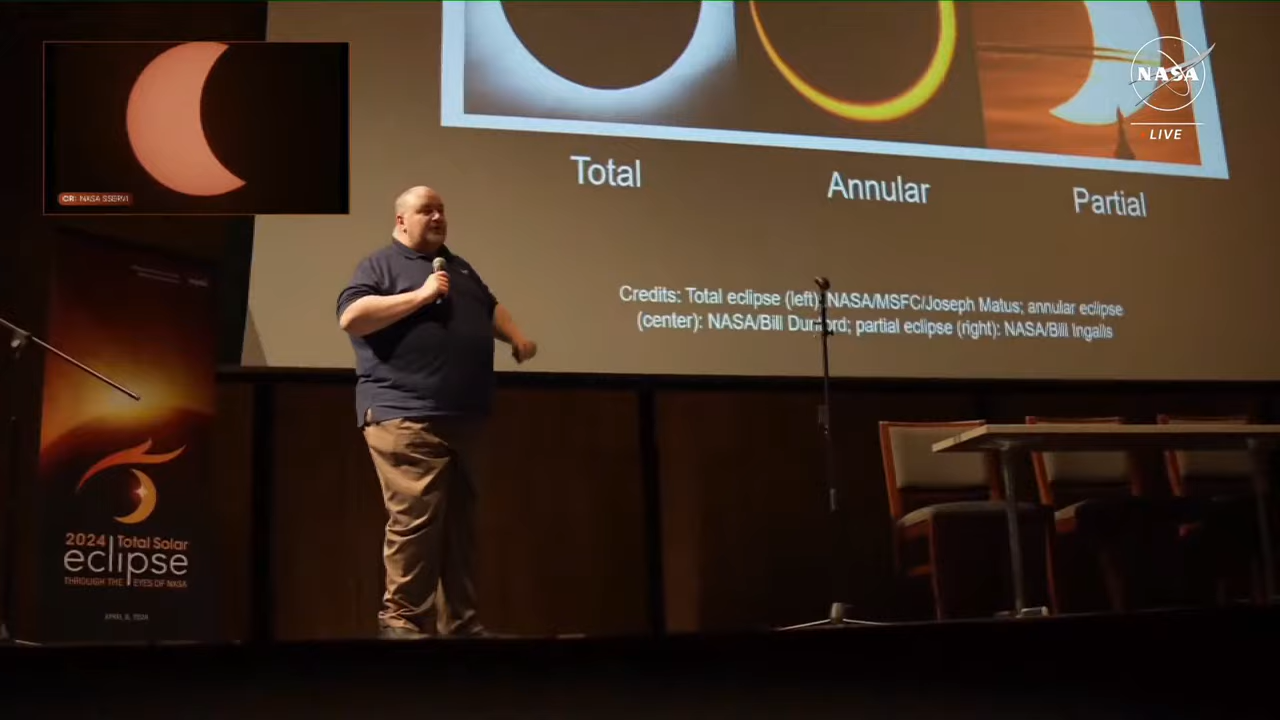 NASA
LIVE
CR: NASA SSERVI
Total
Annular
Partial
Credits: Total eclipse (left): NASA/MSFC/Joseph Matus; annular eclipse
(center): NASA/Bill Dunford; partial eclipse (right): NASA/Bill Ingalls
2024 Total Solar
eclipse
THROUGH THE EYES OF NASA
APRIL 8, 2024